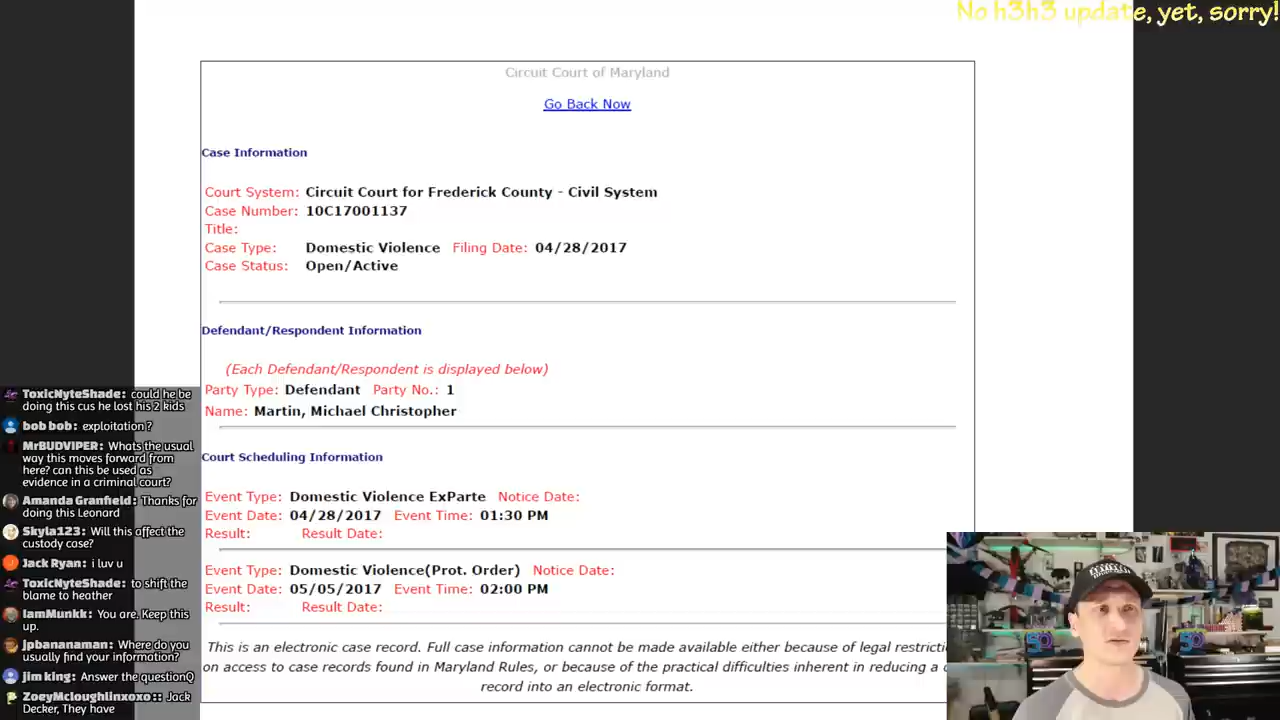 No h3h3 update, yet, sorry!
Circuit Court of Maryland
Go Back Now
Case Information
Court System: Circuit Court for Frederick County - Civil System
Case Number: 10C17001137
Title:
Case Type: Domestic Violence Filing Date: 04/28/2017
Case Status: Open/Active
Defendant/Respondent Information
(Each Defendant/Respondent is displayed below)
Party Type: Defendant Party No.: 1
Name: Martin, Michael Christopher
Court Scheduling Information
Event Type: Domestic Violence ExParte Notice Date:
Event Date: 04/28/2017 Event Time: 01:30 PM
Result: Result Date:
Event Type: Domestic Violence(Prot. Order) Notice Date:
Event Date: 05/05/2017 Event Time: 02:00 PM
Result: Result Date:
This is an electronic case record. Full case information cannot be made available either because of legal restricti
on access to case records found in Maryland Rules, or because of the practical difficulties inherent in reducing a c
record into an electronic format.
ToxicNyteShade: could he be
doing this cus he lost his 2 kids
bob bob: exploitation?
MrBUDVIPER: Whats the usual
way this moves forward from
here? can this be used as
evidence in a criminal court?
Amanda Granfield: Thanks for
doing this Leonard
Skyla123: Will this affect the
custody case?
Jack Ryan: i luv u
ToxicNyteShade: to shift the
blame to heather
IamMunkk: You are. Keep this
up.
jpbananaman: Where do you
usually find your information?
jim king: Answer the questionQ
ZoeyMcloughlinxoxo:: Jack
Decker, They have